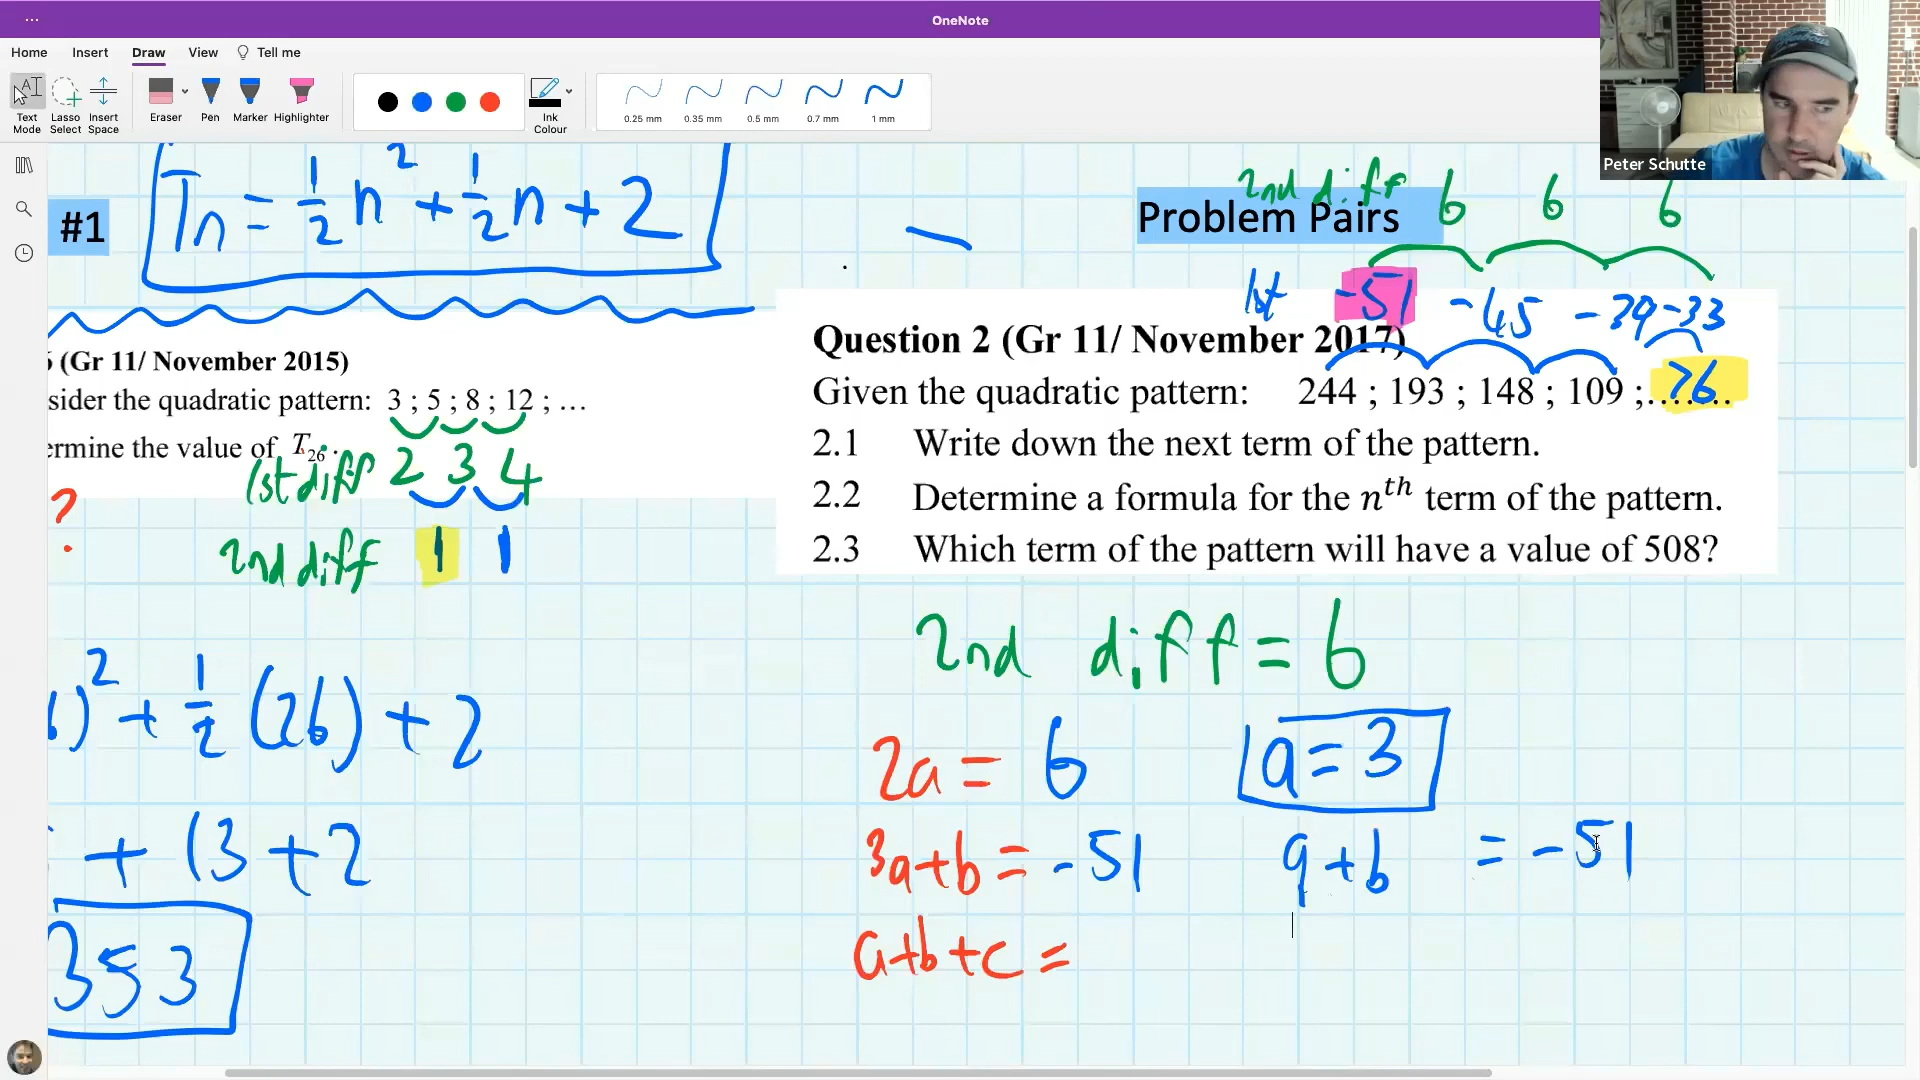 OneNote
Home Insert Draw View Tell me
Text Mode
Lasso Select
Insert Space
Eraser
Pen
Marker
Highlighter
Ink Colour
0.25 mm 0.35 mm 0.5 mm 0.7 mm 1 mm
Peter Schutte
#1
Tn = 1/2 n² + 1/2 n + 2
(Gr 11/ November 2015)
sider the quadratic pattern: 3 ; 5 ; 8 ; 12 ; …
ermine the value of T₂₆.
1st diff 2 3 4
?
2nd diff 1 1
)² + 1/2 (26) + 2
+ 13 + 2
353
Problem Pairs
2nd diff 6 6 6
1st -51 -45 -39 -33
Question 2 (Gr 11/ November 2017)
Given the quadratic pattern: 244 ; 193 ; 148 ; 109 ;....... 76
2.1 Write down the next term of the pattern.
2.2 Determine a formula for the nᵗʰ term of the pattern.
2.3 Which term of the pattern will have a value of 508?
2nd diff = 6
2a = 6 a = 3
3a+b = -51 9+b = -51
a+b+c =